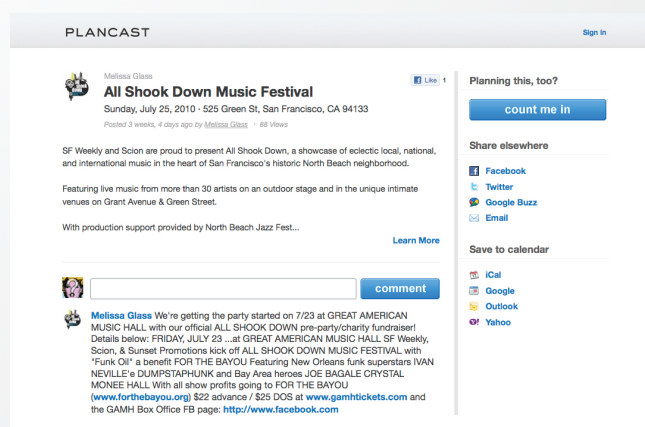 PLANCAST
Sign In
Melissa Glass
Like 1
All Shook Down Music Festival
Sunday, July 25, 2010 · 525 Green St, San Francisco, CA 94133
Posted 3 weeks, 4 days ago by Melissa Glass · 88 Views
SF Weekly and Scion are proud to present All Shook Down, a showcase of eclectic local, national,
and international music in the heart of San Francisco's historic North Beach neighborhood.
Featuring live music from more than 30 artists on an outdoor stage and in the unique intimate
venues on Grant Avenue & Green Street.
With production support provided by North Beach Jazz Fest...
Learn More
comment
Melissa Glass We're getting the party started on 7/23 at GREAT AMERICAN
MUSIC HALL with our official ALL SHOOK DOWN pre-party/charity fundraiser!
Details below: FRIDAY, JULY 23 ...at GREAT AMERICAN MUSIC HALL SF Weekly,
Scion, & Sunset Promotions kick off ALL SHOOK DOWN MUSIC FESTIVAL with
"Funk Oil" a benefit FOR THE BAYOU Featuring New Orleans funk superstars IVAN
NEVILLE'e DUMPSTAPHUNK and Bay Area heroes JOE BAGALE CRYSTAL
MONEE HALL With all show profits going to FOR THE BAYOU
(www.forthebayou.org) $22 advance / $25 DOS at www.gamhtickets.com and
the GAMH Box Office FB page: http://www.facebook.com
Planning this, too?
count me in
Share elsewhere
Facebook
Twitter
Google Buzz
Email
Save to calendar
iCal
Google
Outlook
Yahoo